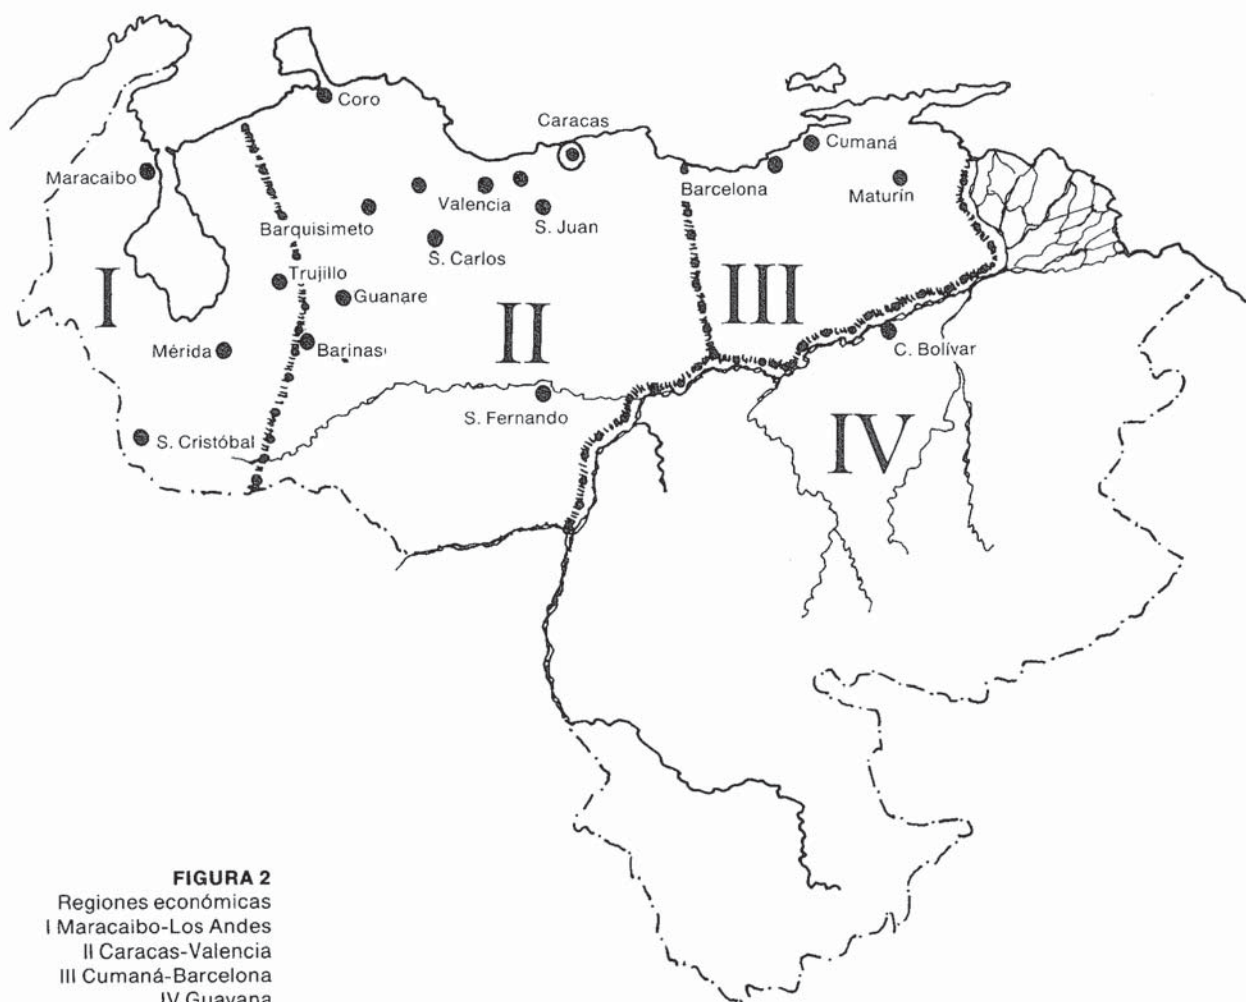 Coro
Caracas
Cumaná
Maracaibo
Barcelona
Maturín
Valencia
S. Juan
Barquisimeto
S. Carlos
I
Trujillo
III
Guanare
II
Mérida
Barinas
C. Bolívar
S. Fernando
IV
S. Cristóbal
FIGURA 2
Regiones económicas
I Maracaibo-Los Andes
II Caracas-Valencia
III Cumaná-Barcelona
IV Guayana